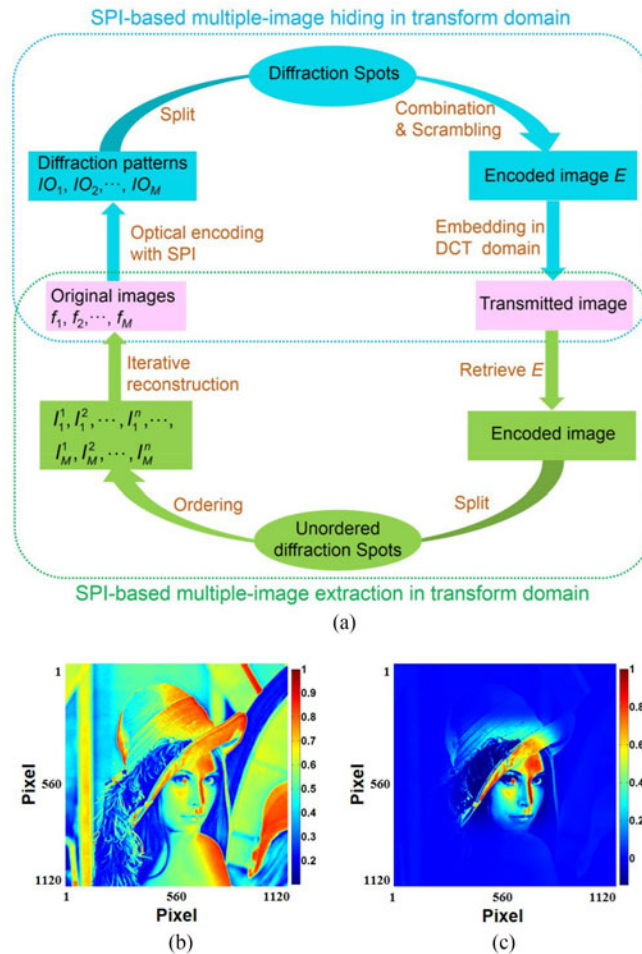 SPI-based multiple-image hiding in transform domain
Diffraction Spots
Split
Combination
& Scrambling
Diffraction patterns
IO₁, IO₂,···, IO_M
Encoded image E
Optical encoding
with SPI
Embedding in
DCT domain
Original images
f₁, f₂,···, f_M
Transmitted image
Iterative
reconstruction
Retrieve E
I₁¹, I₁², ···, I₁ⁿ, ···,
I_M¹, I_M², ···, I_Mⁿ
Encoded image
Ordering
Split
Unordered
diffraction Spots
SPI-based multiple-image extraction in transform domain
(a)
1
560
1120
Pixel
1
560
1120
Pixel
1
0.9
0.8
0.7
0.6
0.5
0.4
0.3
0.2
(b)
1
560
1120
Pixel
1
560
1120
Pixel
1
0.8
0.6
0.4
0.2
0
(c)